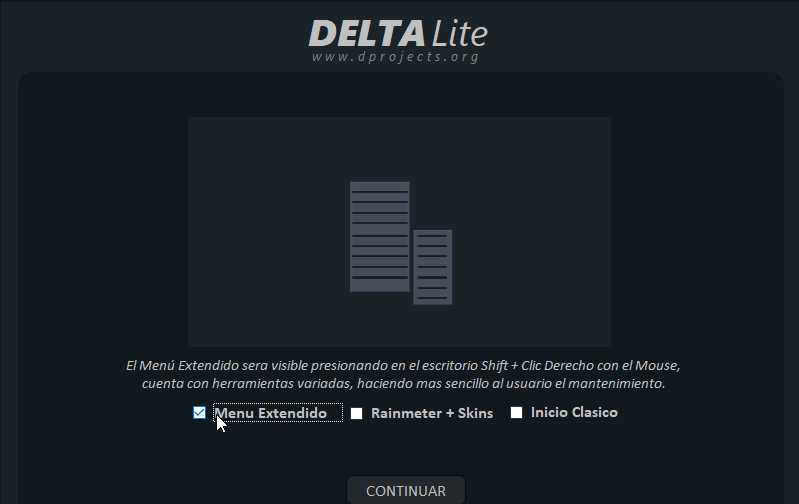 DELTA Lite
www.dprojects.org
El Menú Extendido sera visible presionando en el escritorio Shift + Clic Derecho con el Mouse,
cuenta con herramientas variadas, haciendo mas sencillo al usuario el mantenimiento.
Menu Extendido Rainmeter + Skins Inicio Clasico
CONTINUAR